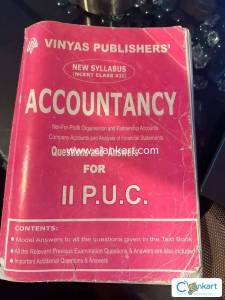 VINYAS PUBLISHERS'
NEW SYLLABUS
(NCERT CLASS XII)
ACCOUNTANCY
Not-For-Profit Organisation and Partnership Accounts
Company Accounts and Analysis of Financial Statements
www.clankart.com
Questions and Answers
FOR
II P.U.C.
CONTENTS:
Model Answers to all the questions given in the Text Book
All the Relevant Previous Examination Questions & Answers are also included
Important Additional Questions & Answers
Clankart